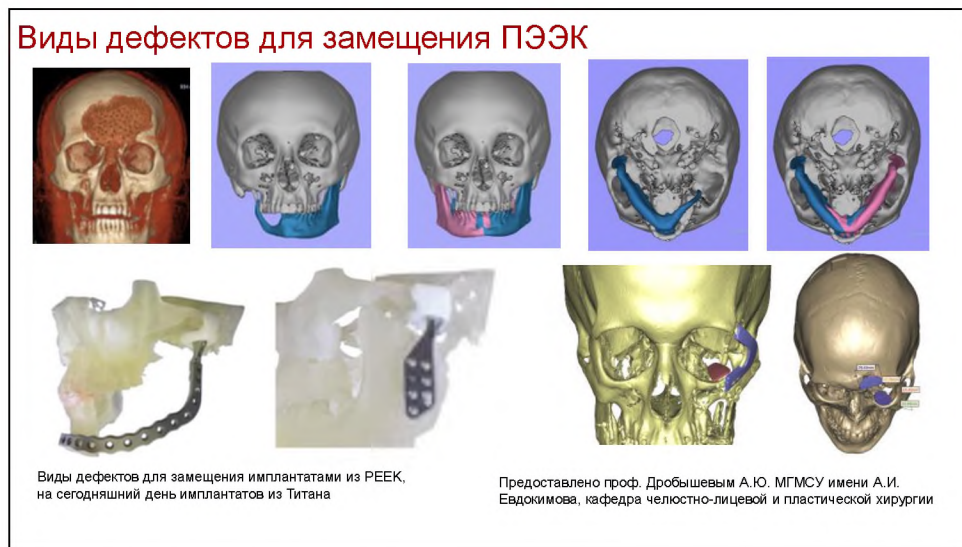 Виды дефектов для замещения ПЭЭК
Виды дефектов для замещения имплантатами из PEEK,
на сегодняшний день имплантатов из Титана
Предоставлено проф. Дробышевым А.Ю. МГМСУ имени А.И.
Евдокимова, кафедра челюстно-лицевой и пластической хирургии